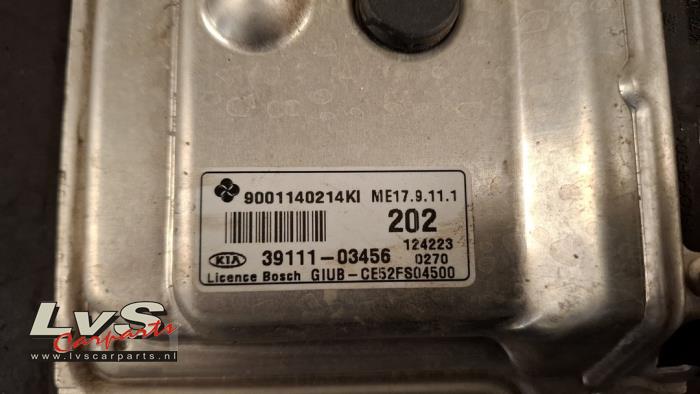 9001140214KI ME17.9.11.1
202
124223
KIA 39111-03456 0270
Licence Bosch GIUB-CE52FS04500
LvS
Carparts
www.lvscarparts.nl